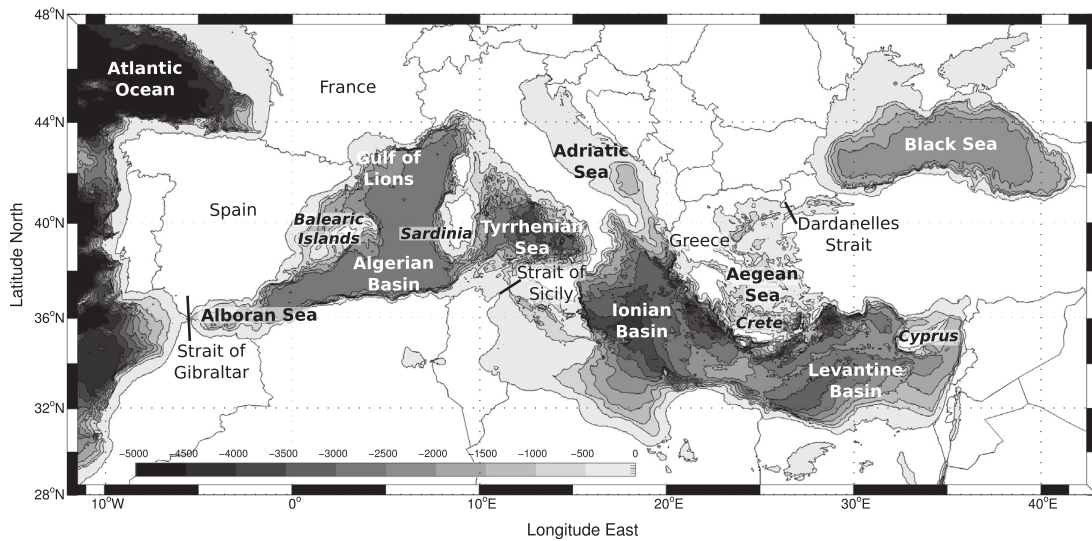 48°N
44°N
40°N
36°N
32°N
28°N
Latitude North
Atlantic
Ocean
France
Gulf of
Lions
Adriatic
Sea
Black Sea
Spain
Balearic
Islands
Sardinia
Tyrrhenian
Sea
Greece
Dardanelles
Strait
Algerian
Basin
Strait of
Sicily
Aegean
Sea
Alboran Sea
Ionian
Basin
Crete
Cyprus
Strait of
Gibraltar
Levantine
Basin
−5000 −4500 −4000 −3500 −3000 −2500 −2000 −1500 −1000 −500 0
10°W 0° 10°E 20°E 30°E 40°E
Longitude East